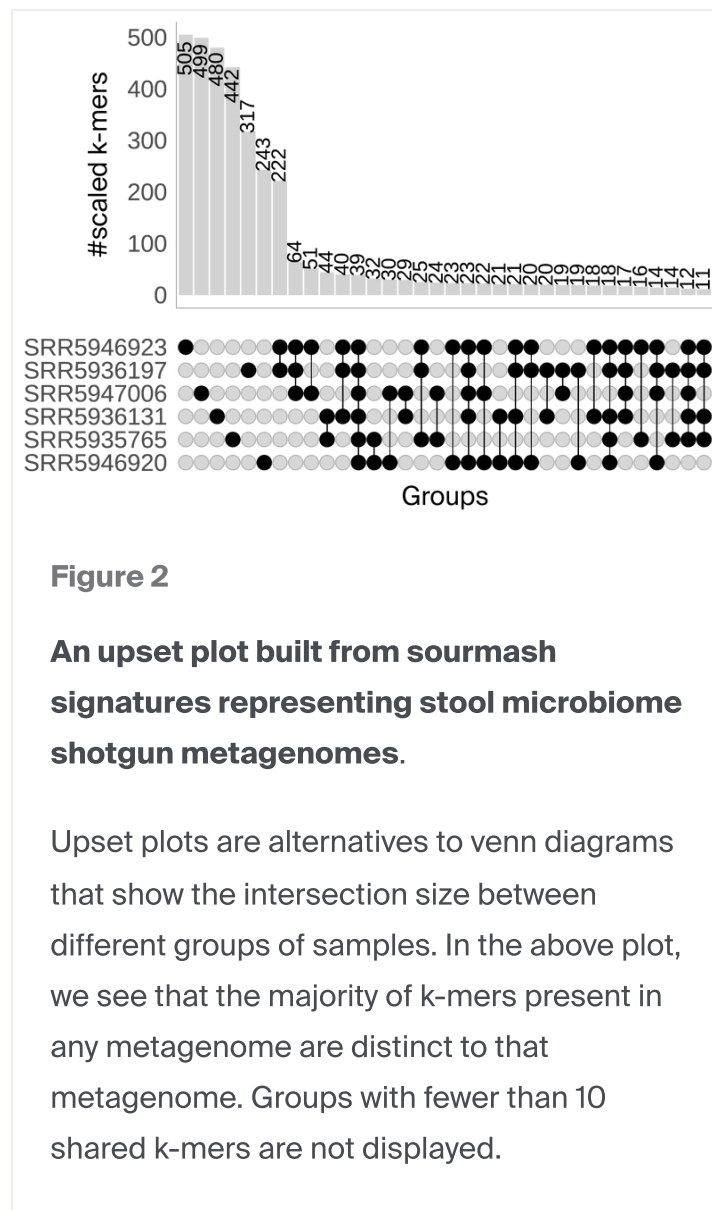 500
400
300
200
100
0
#scaled k-mers
505
499
480
442
317
243
222
64
51
44
40
39
32
30
29
25
24
23
23
22
21
21
20
20
19
19
18
18
17
16
14
14
12
11
SRR5946923
SRR5936197
SRR5947006
SRR5936131
SRR5935765
SRR5946920
Groups
Figure 2
An upset plot built from sourmash
signatures representing stool microbiome
shotgun metagenomes.
Upset plots are alternatives to venn diagrams
that show the intersection size between
different groups of samples. In the above plot,
we see that the majority of k-mers present in
any metagenome are distinct to that
metagenome. Groups with fewer than 10
shared k-mers are not displayed.